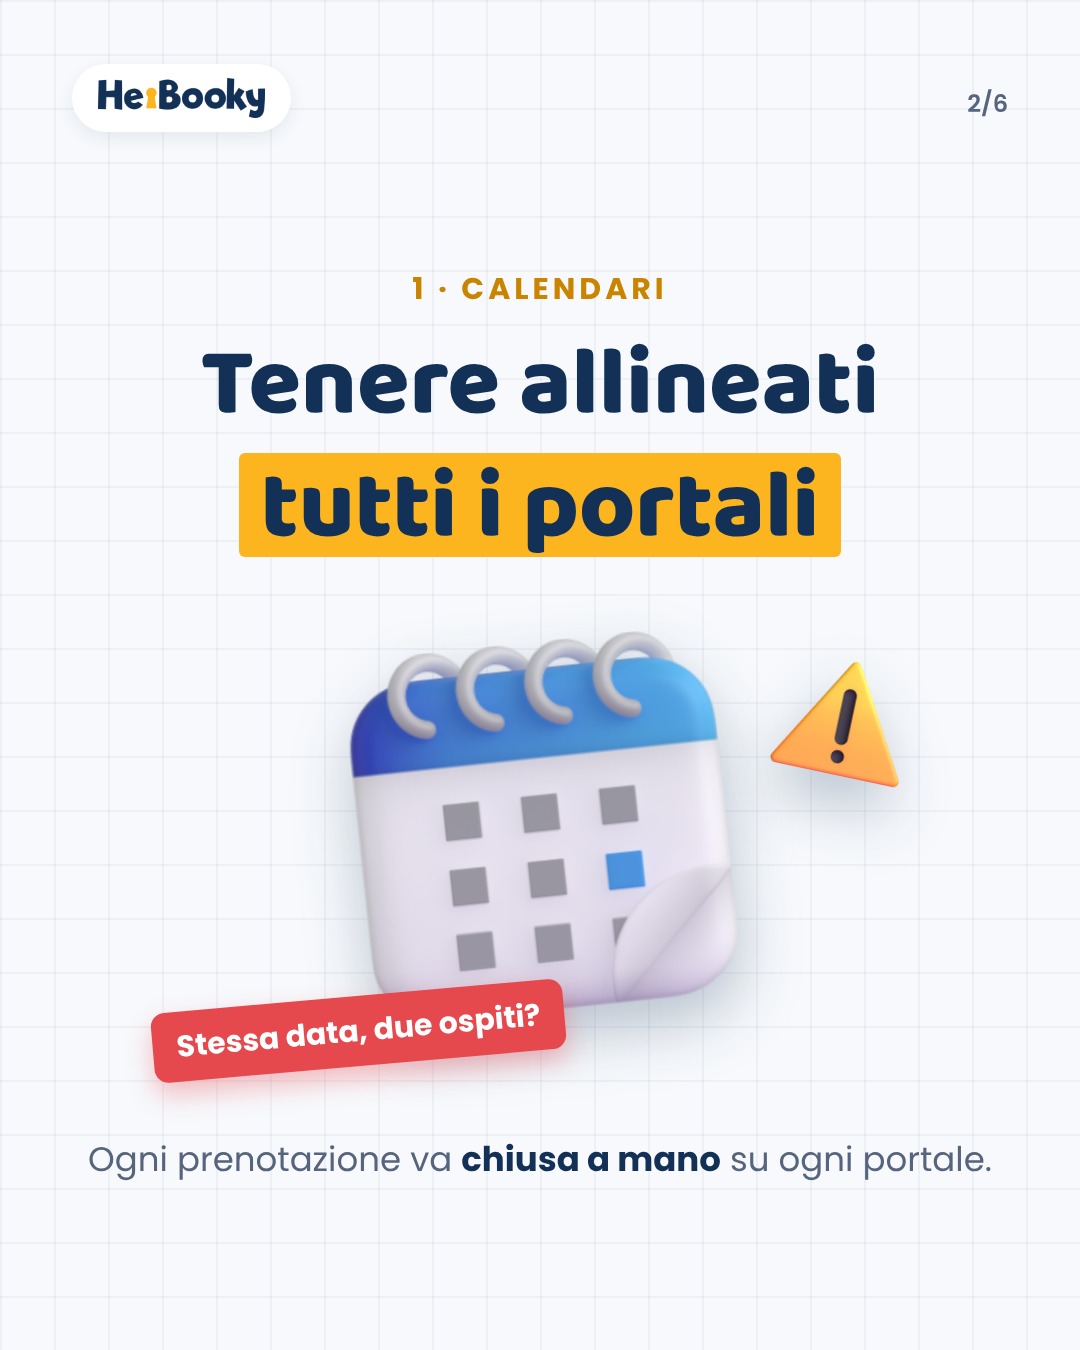 HeiBooky
2/6
1 · CALENDARI
Tenere allineati
tutti i portali
Stessa data, due ospiti?
Ogni prenotazione va chiusa a mano su ogni portale.